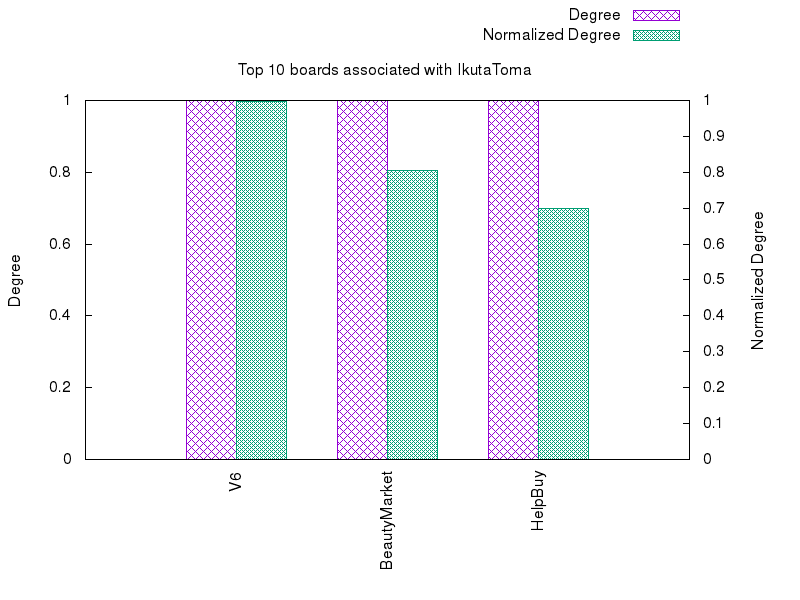 Degree
Normalized Degree
Top 10 boards associated with IkutaToma
1
0.8
0.6
0.4
0.2
0
Degree
1
0.9
0.8
0.7
0.6
0.5
0.4
0.3
0.2
0.1
0
Normalized Degree
V6
BeautyMarket
HelpBuy